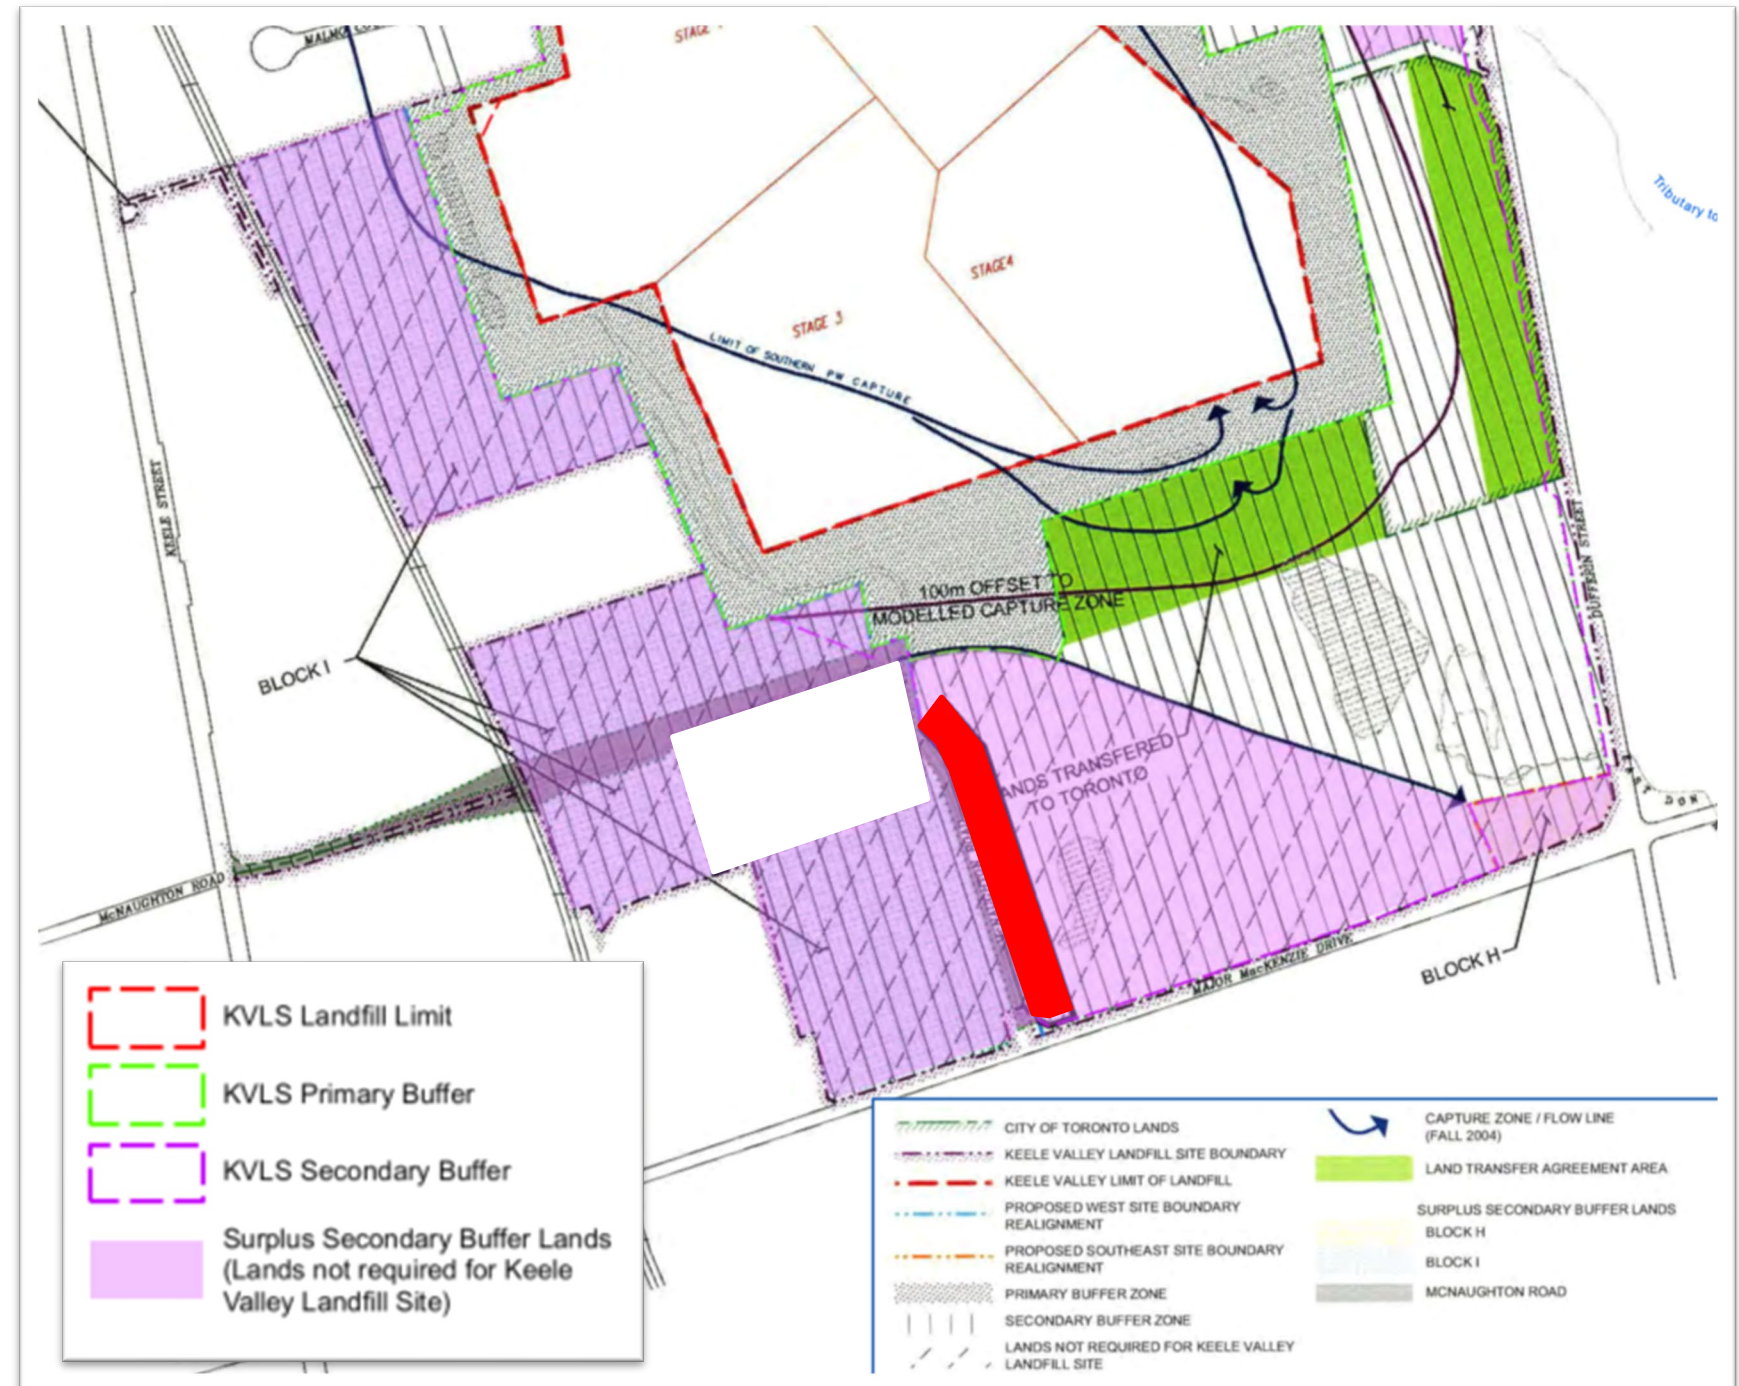 MALMO
STAGE
Tributary to
STAGE4
STAGE 3
LIMIT OF SOUTHERN PW CAPTURE
KEELE STREET
DUFFERIN STREET
100m OFFSET TO
MODELLED CAPTURE ZONE
BLOCK I
LANDS TRANSFERED
TO TORONTO
EAST DON
McNAUGHTON ROAD
MAJOR MacKENZIE DRIVE
BLOCK H
KVLS Landfill Limit
KVLS Primary Buffer
KVLS Secondary Buffer
Surplus Secondary Buffer Lands
(Lands not required for Keele
Valley Landfill Site)
CITY OF TORONTO LANDS
KEELE VALLEY LANDFILL SITE BOUNDARY
KEELE VALLEY LIMIT OF LANDFILL
PROPOSED WEST SITE BOUNDARY
REALIGNMENT
PROPOSED SOUTHEAST SITE BOUNDARY
REALIGNMENT
PRIMARY BUFFER ZONE
SECONDARY BUFFER ZONE
LANDS NOT REQUIRED FOR KEELE VALLEY
LANDFILL SITE
CAPTURE ZONE / FLOW LINE
(FALL 2004)
LAND TRANSFER AGREEMENT AREA
SURPLUS SECONDARY BUFFER LANDS
BLOCK H
BLOCK I
MCNAUGHTON ROAD